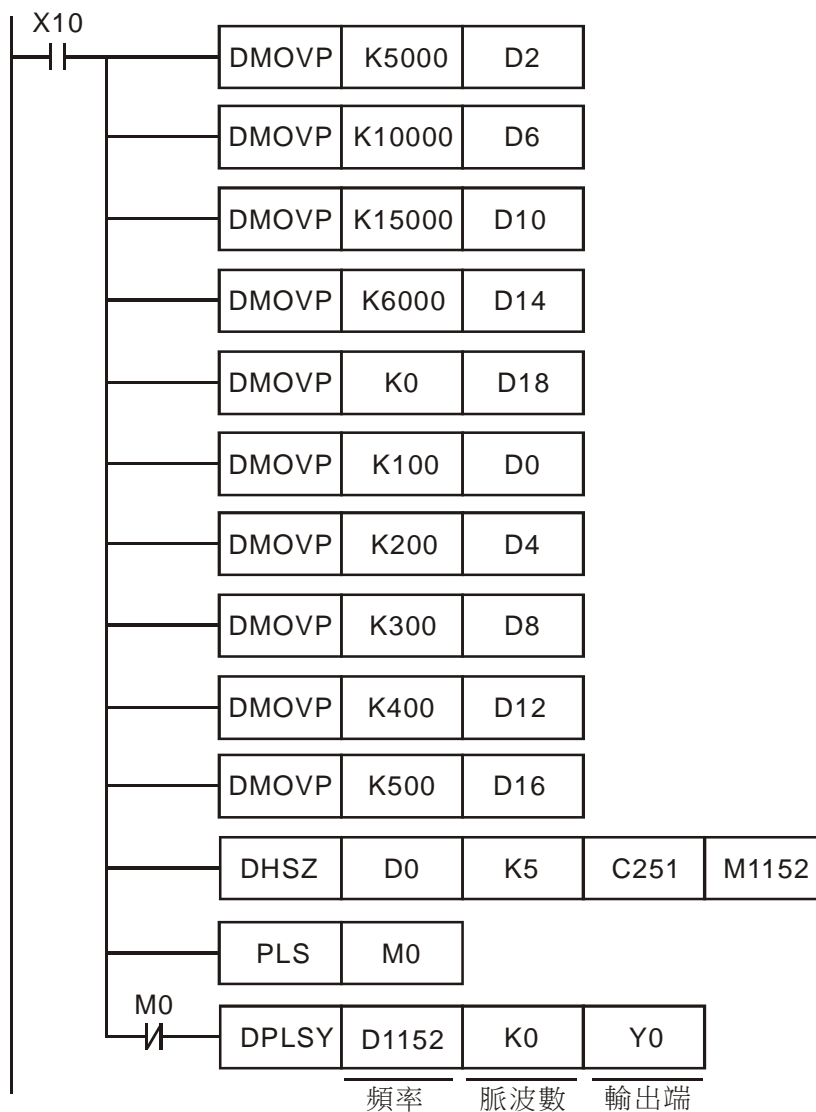 X10
DMOVP K5000 D2
DMOVP K10000 D6
DMOVP K15000 D10
DMOVP K6000 D14
DMOVP K0 D18
DMOVP K100 D0
DMOVP K200 D4
DMOVP K300 D8
DMOVP K400 D12
DMOVP K500 D16
DHSZ D0 K5 C251 M1152
PLS M0
M0
DPLSY D1152 K0 Y0
頻率 脈波數 輸出端